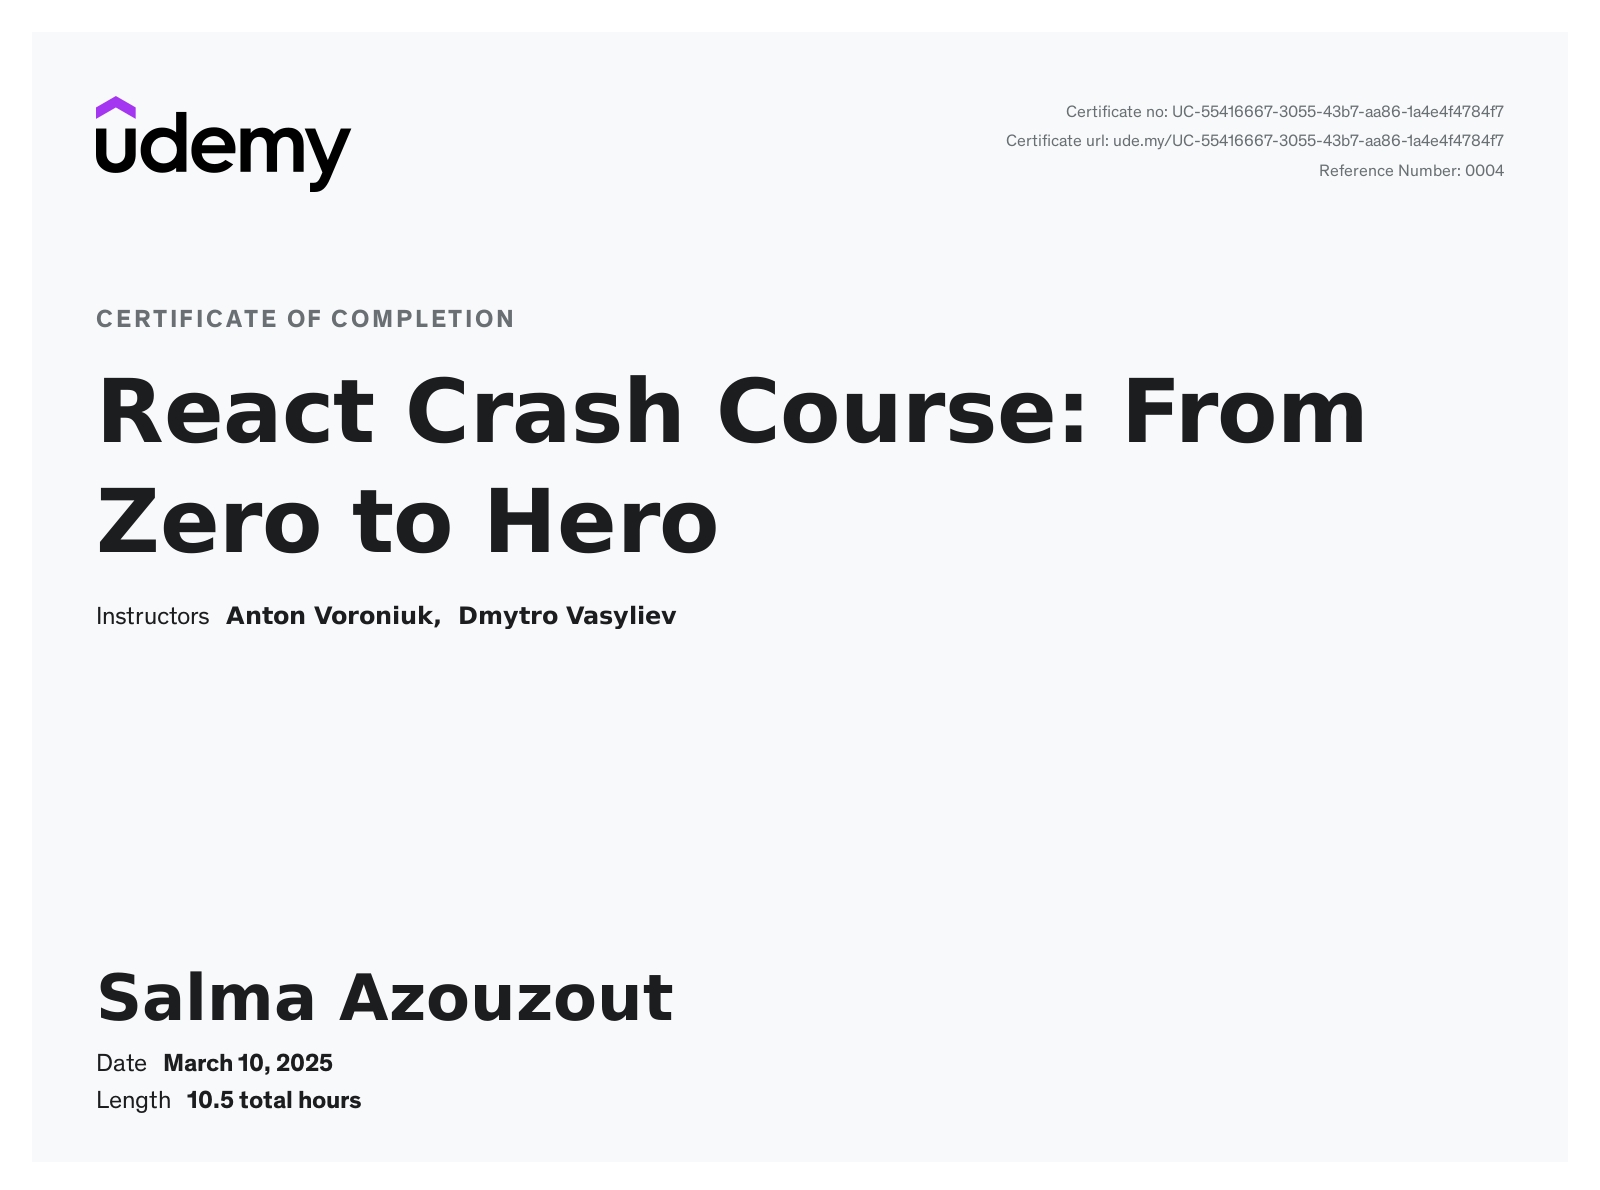 udemy
Certificate no: UC-55416667-3055-43b7-aa86-1a4e4f4784f7
Certificate url: ude.my/UC-55416667-3055-43b7-aa86-1a4e4f4784f7
Reference Number: 0004
CERTIFICATE OF COMPLETION
React Crash Course: From
Zero to Hero
Instructors Anton Voroniuk, Dmytro Vasyliev
Salma Azouzout
Date March 10, 2025
Length 10.5 total hours